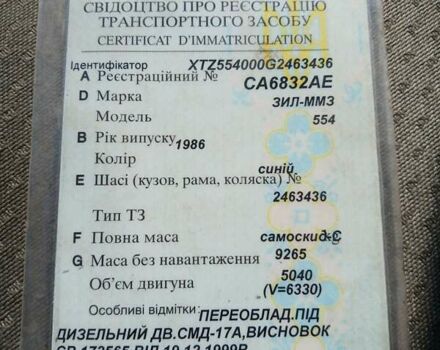 СВІДОЦТВО ПРО РЕЄСТРАЦІЮ
ТРАНСПОРТНОГО ЗАСОБУ
CERTIFICAT D'IMMATRICULATION
Ідентифікатор XTZ554000G2463436
A Реєстраційний № CA6832AE
D Марка ЗИЛ-ММЗ
Модель 554
B Рік випуску 1986
Колір синій
E Шасі (кузов, рама, коляска) №
2463436
Тип ТЗ
F Повна маса самоскид-С
G Маса без навантаження 9265
Об'єм двигуна 5040
(V=6330)
Особливі відмітки: ПЕРЕОБЛАД.ПІД
ДИЗЕЛЬНИЙ ДВ.СМД-17А,ВИСНОВОК